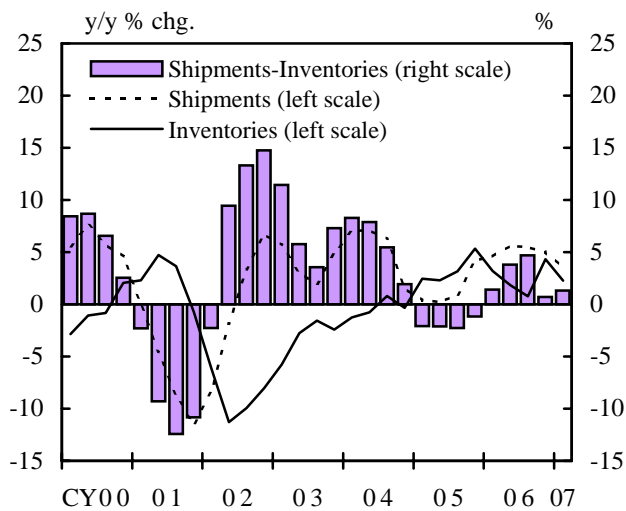 y/y % chg. %
25 25
Shipments-Inventories (right scale)
20 20
Shipments (left scale)
Inventories (left scale)
15 15
10 10
5 5
0 0
-5 -5
-10 -10
-15 -15
CY00 01 02 03 04 05 06 07